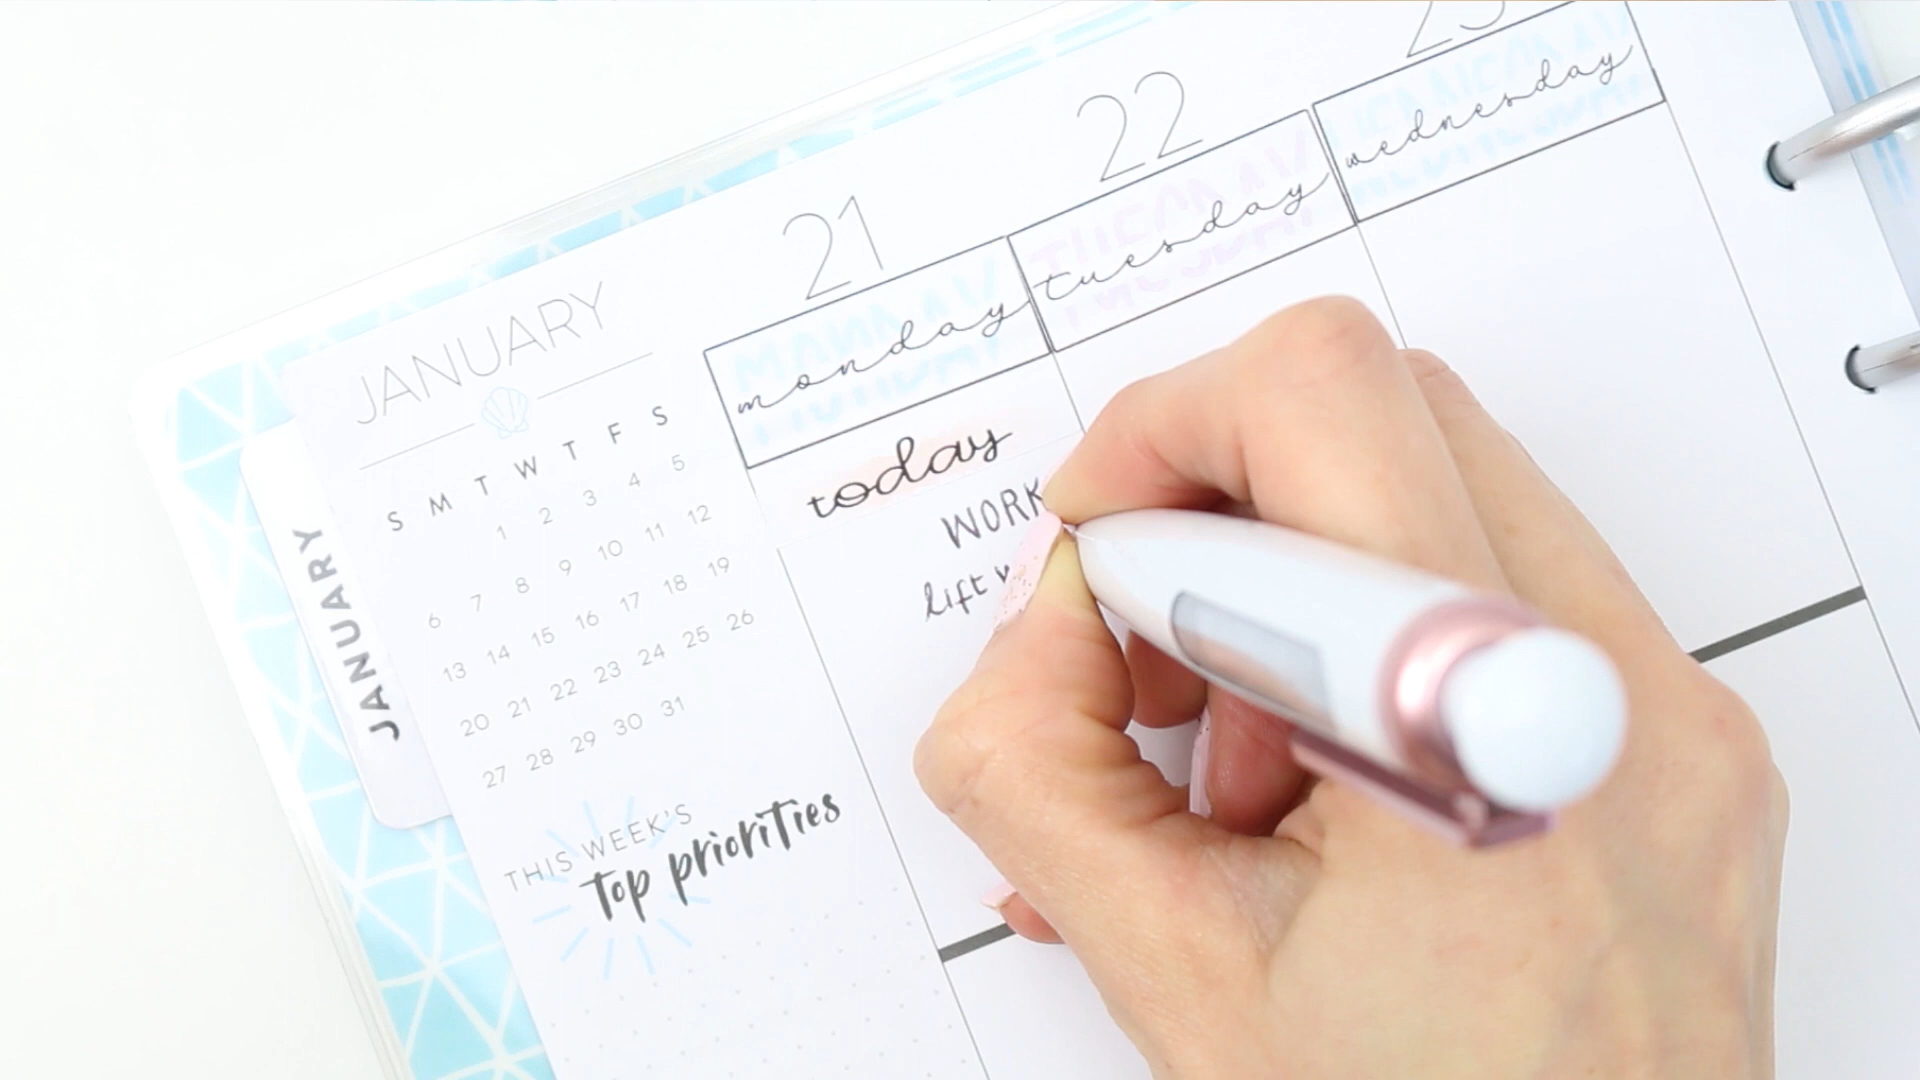 JANUARY
S M T W T F S
1 2 3 4 5
6 7 8 9 10 11 12
13 14 15 16 17 18 19
20 21 22 23 24 25 26
27 28 29 30 31
THIS WEEK'S
top priorities
JANUARY
21
monday
today
WORK
lift
22
tuesday
23
wednesday